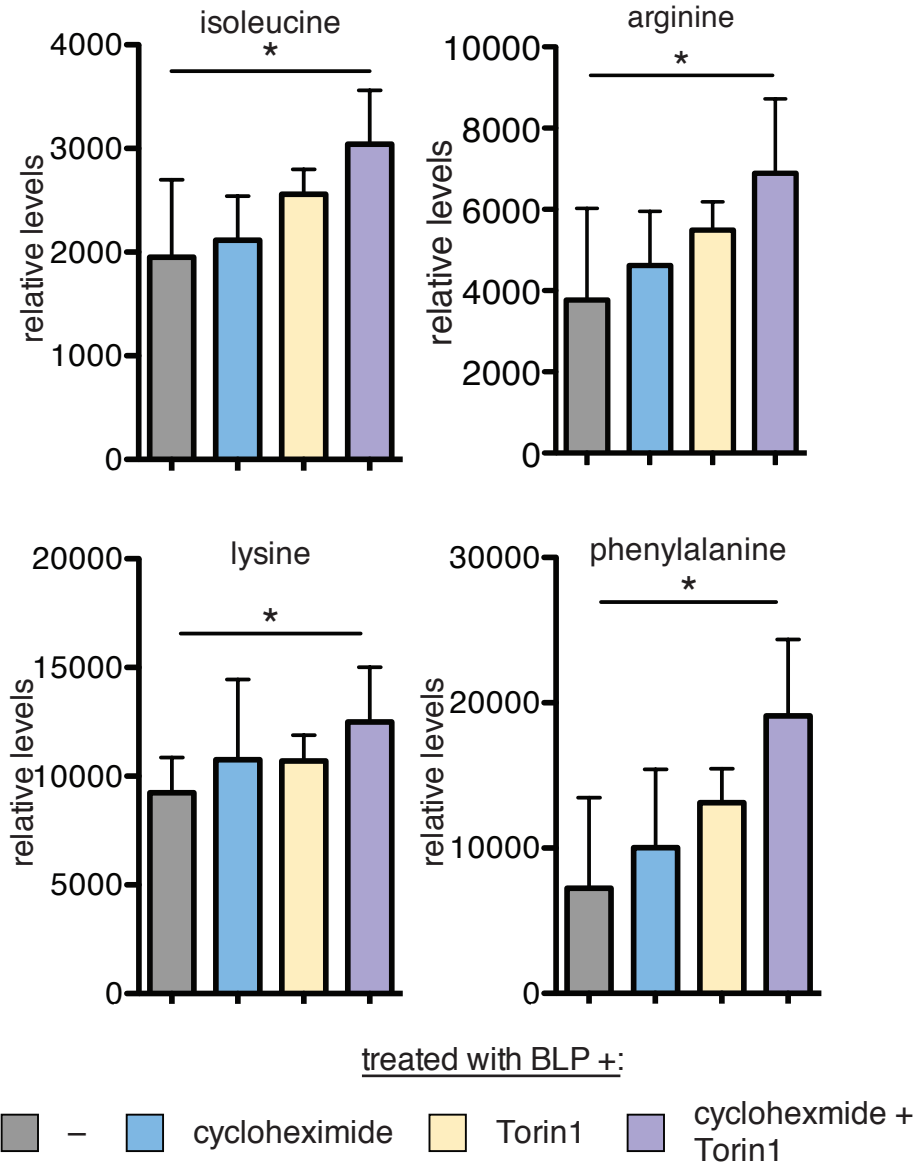 isoleucine
*
4000
3000
2000
1000
0
relative levels
arginine
*
10000
8000
6000
4000
2000
0
relative levels
lysine
*
20000
15000
10000
5000
0
relative levels
phenylalanine
*
30000
20000
10000
0
relative levels
treated with BLP +:
–
cycloheximide
Torin1
cyclohexmide +
Torin1